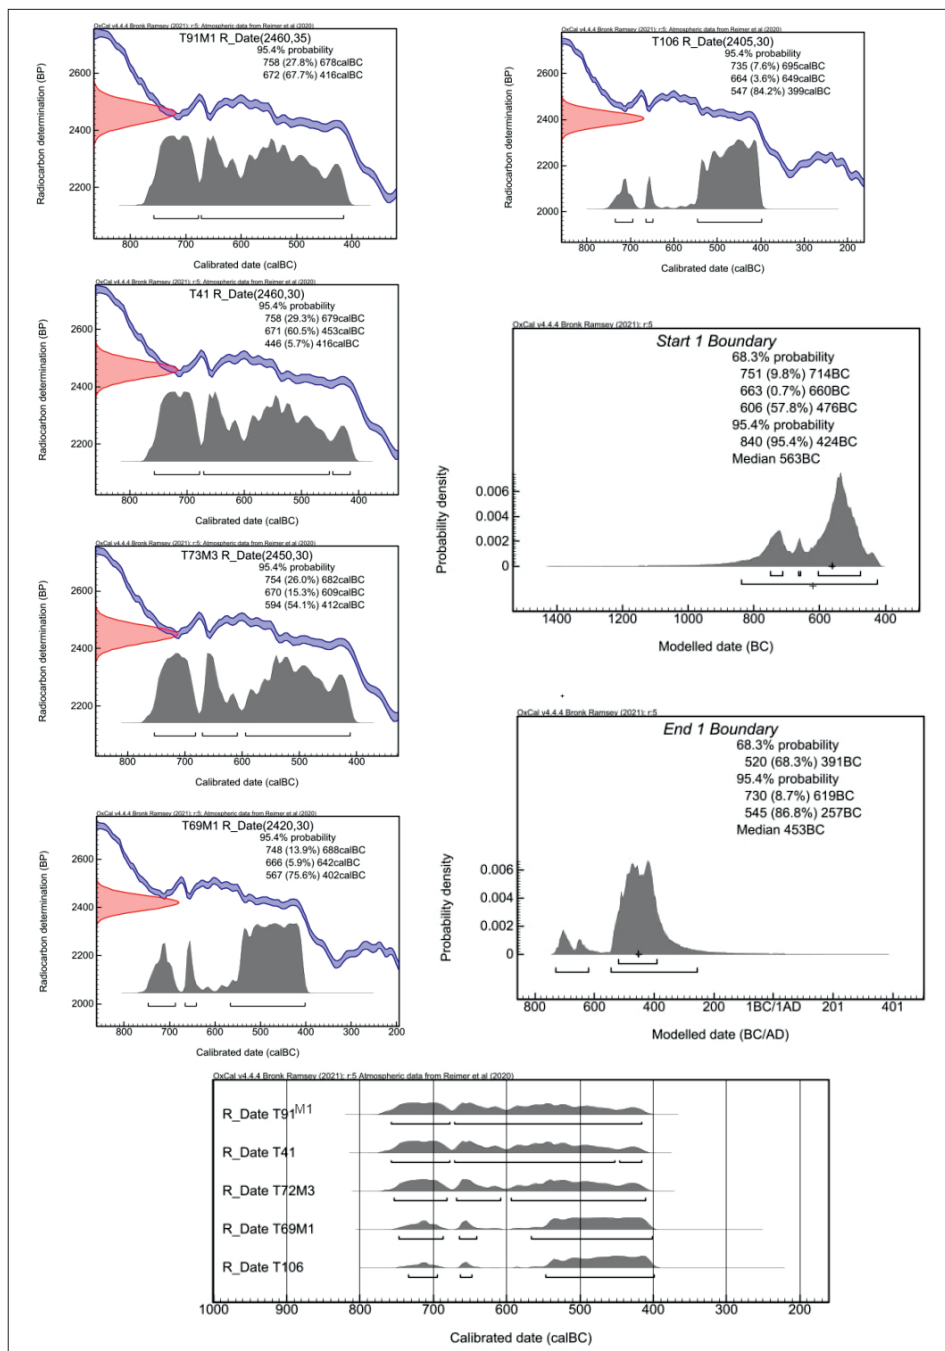 OxCal v4.4.4 Bronk Ramsey (2021); r:5; Atmospheric data from Reimer et al (2020)
T91M1 R_Date(2460,35)
95.4% probability
758 (27.8%) 678calBC
672 (67.7%) 416calBC
2600
2400
2200
Radiocarbon determination (BP)
800 700 600 500 400
Calibrated date (calBC)
OxCal v4.4.4 Bronk Ramsey (2021); r:5; Atmospheric data from Reimer et al (2020)
T106 R_Date(2405,30)
95.4% probability
735 (7.6%) 695calBC
664 (3.6%) 649calBC
547 (84.2%) 399calBC
2600
2400
2200
2000
Radiocarbon determination (BP)
800 700 600 500 400 300 200
Calibrated date (calBC)
OxCal v4.4.4 Bronk Ramsey (2021); r:5; Atmospheric data from Reimer et al (2020)
T41 R_Date(2460,30)
95.4% probability
758 (29.3%) 679calBC
671 (60.5%) 453calBC
446 (5.7%) 416calBC
2600
2400
2200
Radiocarbon determination (BP)
800 700 600 500 400
Calibrated date (calBC)
OxCal v4.4.4 Bronk Ramsey (2021); r:5
Start 1 Boundary
68.3% probability
751 (9.8%) 714BC
663 (0.7%) 660BC
606 (57.8%) 476BC
95.4% probability
840 (95.4%) 424BC
Median 563BC
0.006
0.004
0.002
0
Probability density
1400 1200 1000 800 600 400
Modelled date (BC)
OxCal v4.4.4 Bronk Ramsey (2021); r:5; Atmospheric data from Reimer et al (2020)
T73M3 R_Date(2450,30)
95.4% probability
754 (26.0%) 682calBC
670 (15.3%) 609calBC
594 (54.1%) 412calBC
2600
2400
2200
Radiocarbon determination (BP)
800 700 600 500 400
Calibrated date (calBC)
OxCal v4.4.4 Bronk Ramsey (2021); r:5
End 1 Boundary
68.3% probability
520 (68.3%) 391BC
95.4% probability
730 (8.7%) 619BC
545 (86.8%) 257BC
Median 453BC
0.006
0.004
0.002
0
Probability density
800 600 400 200 1BC/1AD 201 401
Modelled date (BC/AD)
OxCal v4.4.4 Bronk Ramsey (2021); r:5; Atmospheric data from Reimer et al (2020)
T69M1 R_Date(2420,30)
95.4% probability
748 (13.9%) 688calBC
666 (5.9%) 642calBC
567 (75.6%) 402calBC
2600
2400
2200
2000
Radiocarbon determination (BP)
800 700 600 500 400 300 200
Calibrated date (calBC)
OxCal v4.4.4 Bronk Ramsey (2021); r:5 Atmospheric data from Reimer et al (2020)
R_Date T91M1
R_Date T41
R_Date T72M3
R_Date T69M1
R_Date T106
1000 900 800 700 600 500 400 300 200
Calibrated date (calBC)